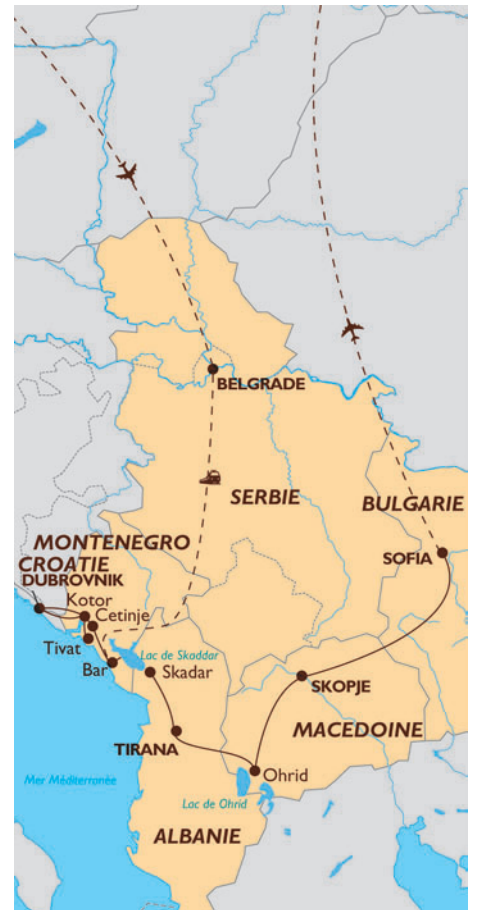 BELGRADE
SERBIE
BULGARIE
MONTENEGRO
SOFIA
CROATIE
DUBROVNIK
Kotor
Cetinje
Tivat
Lac de Skaddar
Bar
Skadar
SKOPJE
MACEDOINE
TIRANA
Ohrid
Mer Méditerranée
Lac de Ohrid
ALBANIE